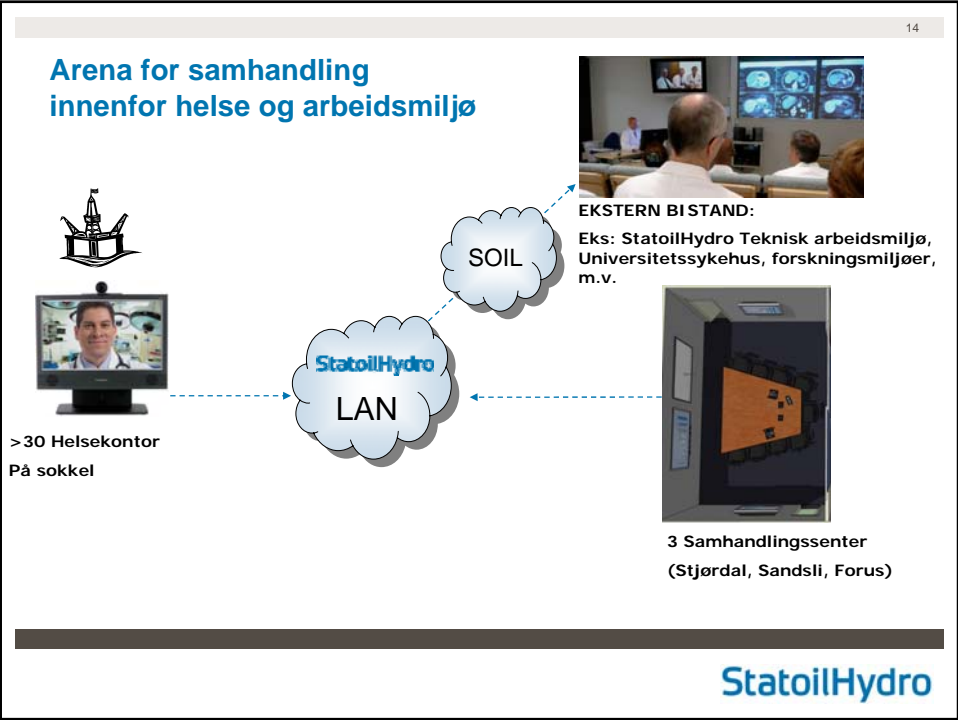 14
Arena for samhandling
innenfor helse og arbeidsmiljø
EKSTERN BISTAND:
Eks: StatoilHydro Teknisk arbeidsmiljø,
Universitetssykehus, forskningsmiljøer,
m.v.
SOIL
StatoilHydro
LAN
>30 Helsekontor
På sokkel
3 Samhandlingssenter
(Stjørdal, Sandsli, Forus)
StatoilHydro